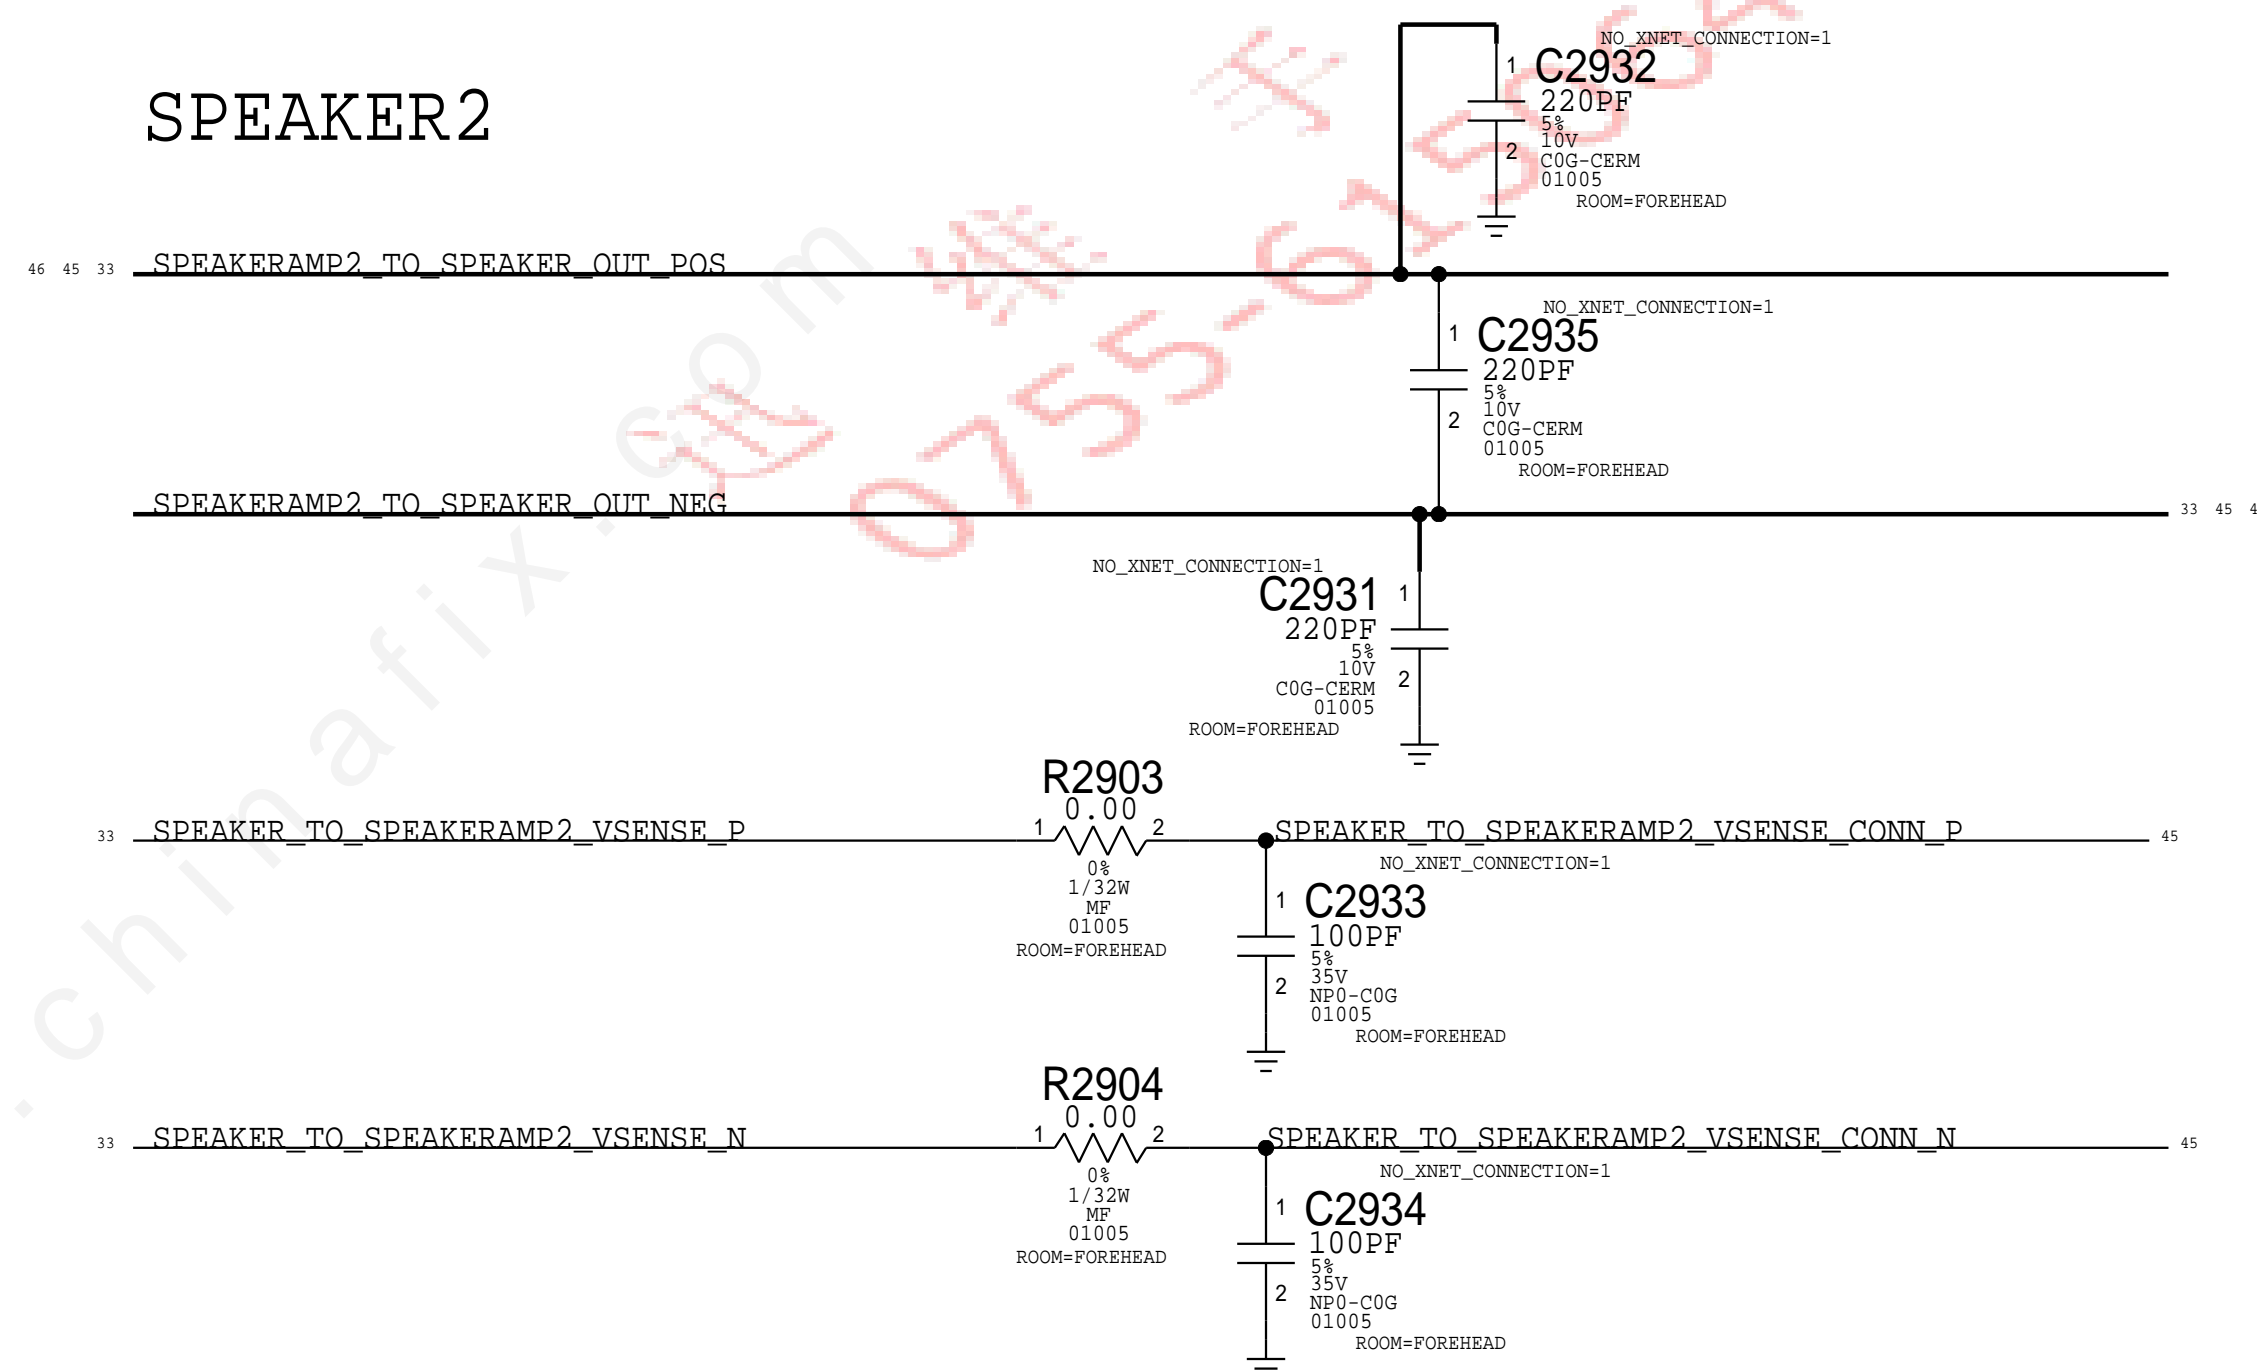 SPEAKER2
NO_XNET_CONNECTION=1
1
C2932
220PF
5%
10V
2
C0G-CERM
01005
ROOM=FOREHEAD
46 45 33
SPEAKERAMP2_TO_SPEAKER_OUT_POS
NO_XNET_CONNECTION=1
1
C2935
220PF
5%
10V
2
C0G-CERM
01005
ROOM=FOREHEAD
SPEAKERAMP2_TO_SPEAKER_OUT_NEG
33 45 4
NO_XNET_CONNECTION=1
C2931
1
220PF
5%
10V
2
C0G-CERM
01005
ROOM=FOREHEAD
R2903
0.00
33
SPEAKER_TO_SPEAKERAMP2_VSENSE_P
1
2
SPEAKER_TO_SPEAKERAMP2_VSENSE_CONN_P
45
0%
1/32W
MF
01005
ROOM=FOREHEAD
NO_XNET_CONNECTION=1
1
C2933
100PF
5%
35V
2
NP0-C0G
01005
ROOM=FOREHEAD
R2904
0.00
33
SPEAKER_TO_SPEAKERAMP2_VSENSE_N
1
2
SPEAKER_TO_SPEAKERAMP2_VSENSE_CONN_N
45
0%
1/32W
MF
01005
ROOM=FOREHEAD
NO_XNET_CONNECTION=1
1
C2934
100PF
5%
35V
2
NP0-C0G
01005
ROOM=FOREHEAD
.chinafix.com